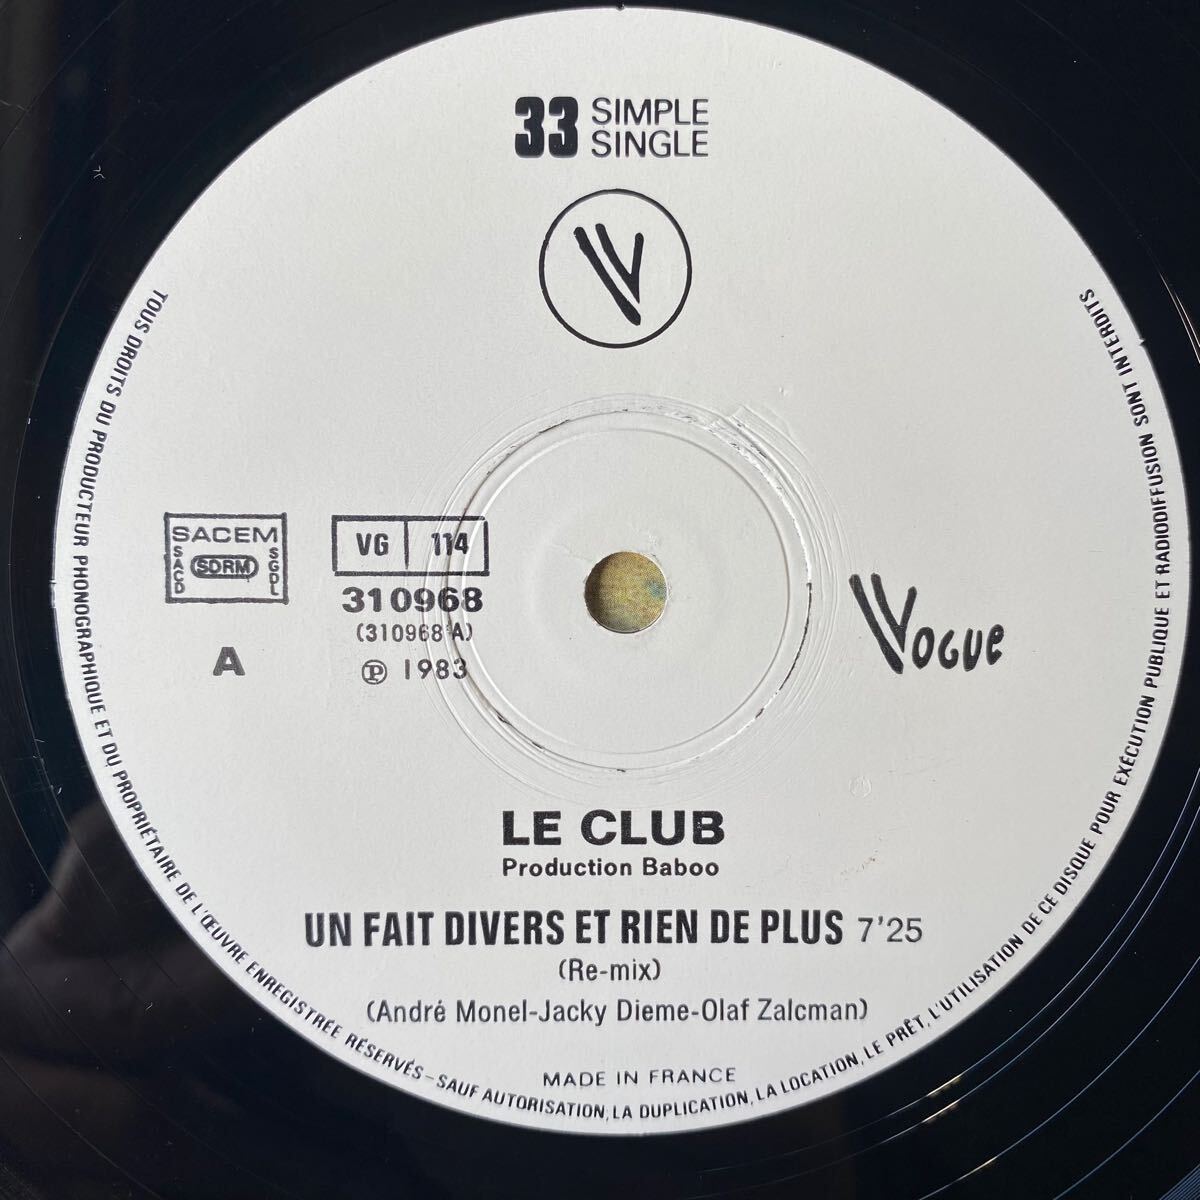 33 SIMPLE
SINGLE
SACEM
SACD
SDRM
SGDL
VG 114
310968
(310968 A)
℗ 1983
A
VOGUE
LE CLUB
Production Baboo
UN FAIT DIVERS ET RIEN DE PLUS 7'25
(Re-mix)
(André Monel-Jacky Dieme-Olaf Zalcman)
MADE IN FRANCE
TOUS DROITS DU PRODUCTEUR PHONOGRAPHIQUE ET DU PROPRIÉTAIRE DE L'ŒUVRE ENREGISTRÉE RÉSERVÉS – SAUF AUTORISATION, LA DUPLICATION, LA LOCATION, LE PRÊT, L'UTILISATION DE CE DISQUE POUR EXÉCUTION PUBLIQUE ET RADIODIFFUSION SONT INTERDITS